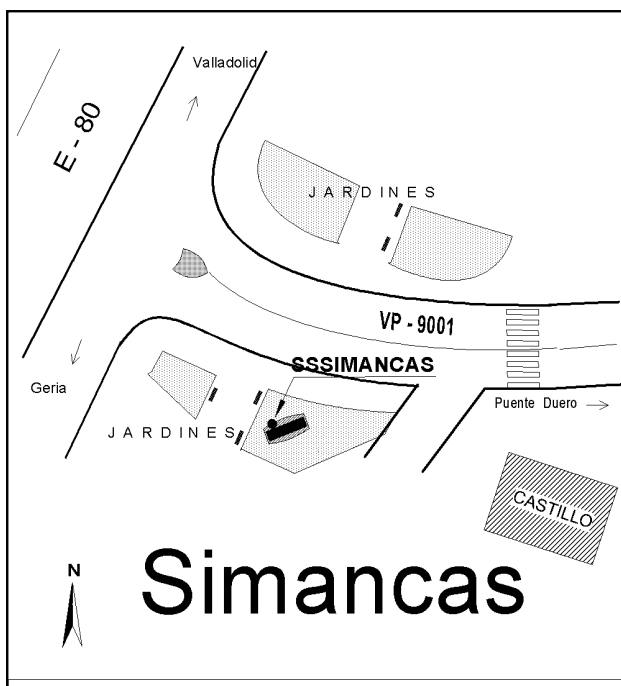 Valladolid
E - 80
JARDINES
VP - 9001
SSSIMANCAS
Geria
Puente Duero
JARDINES
CASTILLO
N
Simancas